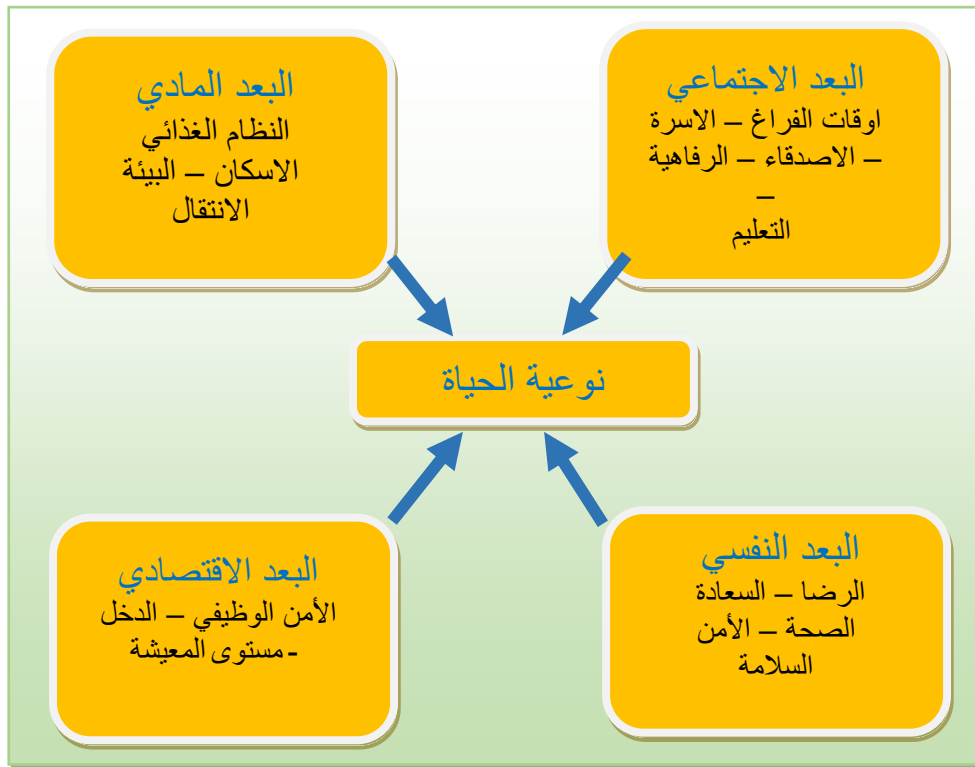 البعد الاجتماعي
اوقات الفراغ – الاسرة
– الاصدقاء – الرفاهية
–
التعليم
البعد المادي
النظام الغذائي
الاسكان – البيئة
الانتقال
نوعية الحياة
البعد النفسي
الرضا – السعادة
الصحة – الأمن
السلامة
البعد الاقتصادي
الأمن الوظيفي – الدخل
- مستوى المعيشة